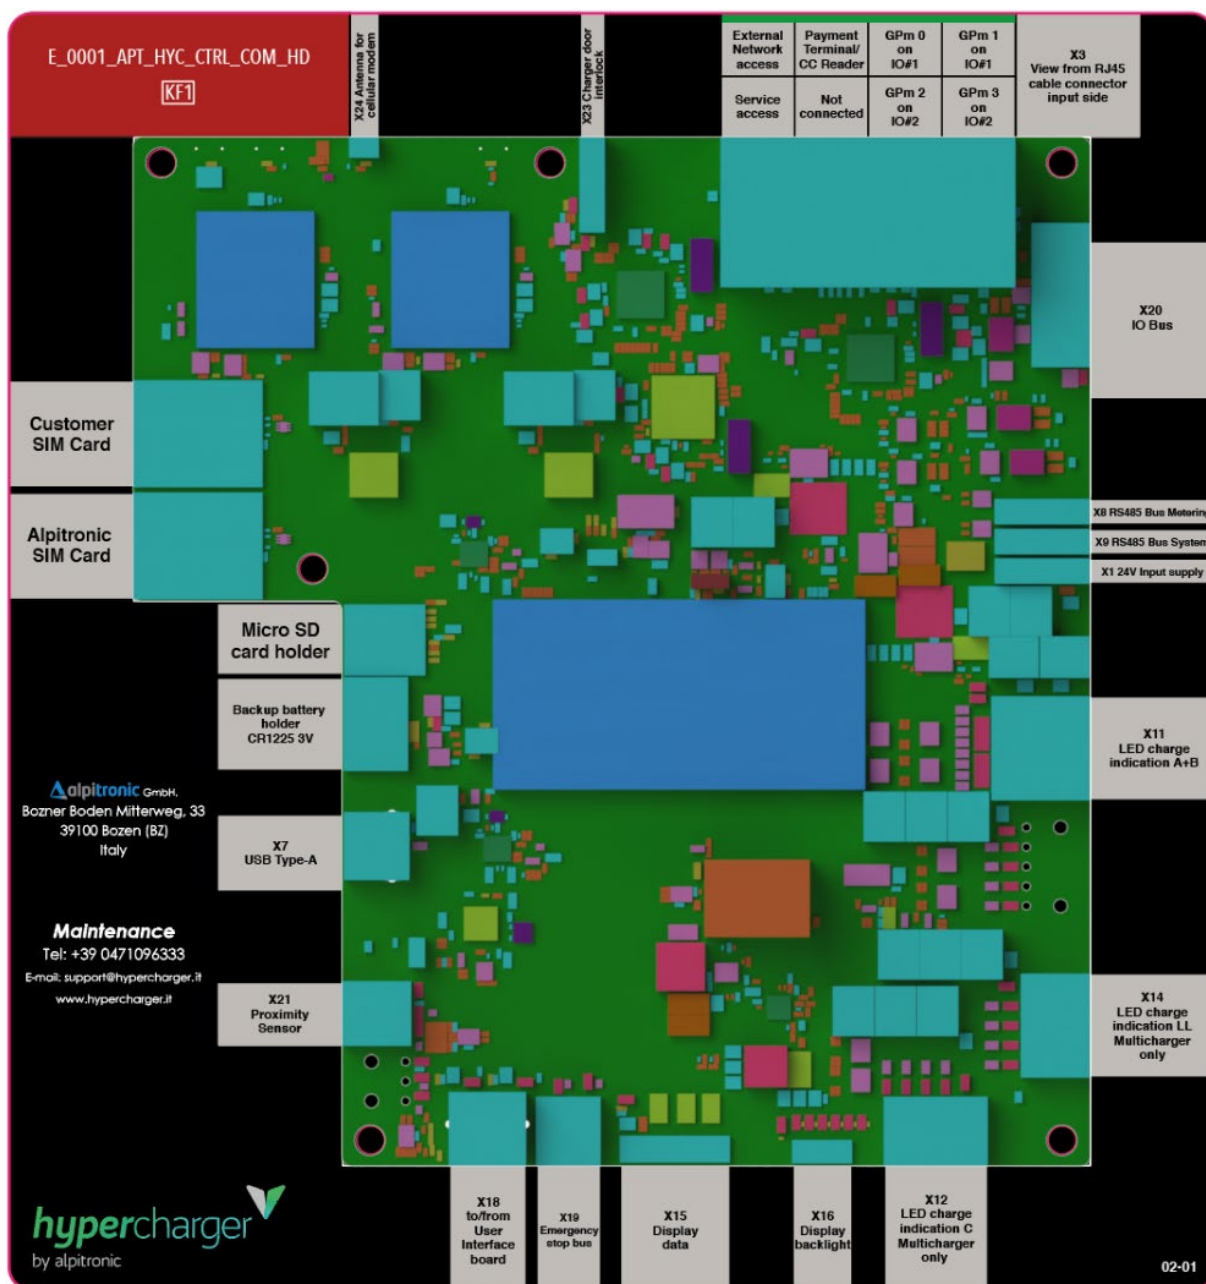 E_0001_APT_HYC_CTRL_COM_HD
KF1
X24 Antenna for
cellular modem
X23 Charger door
interlock
External
Network
access
Payment
Terminal/
CC Reader
GPm 0
on
IO#1
GPm 1
on
IO#1
Service
access
Not
connected
GPm 2
on
IO#2
GPm 3
on
IO#2
X3
View from RJ45
cable connector
input side
X20
IO Bus
Customer
SIM Card
Alpitronic
SIM Card
X8 RS485 Bus Metering
X9 RS485 Bus System
X1 24V Input supply
Micro SD
card holder
Backup battery
holder
CR1225 3V
X11
LED charge
indication A+B
alpitronic GmbH.
Bozner Boden Mitterweg, 33
39100 Bozen (BZ)
Italy
X7
USB Type-A
Maintenance
Tel: +39 0471096333
E-mail: support@hypercharger.it
www.hypercharger.it
X21
Proximity
Sensor
X14
LED charge
indication LL
Multicharger
only
X18
to/from
User
Interface
board
X19
Emergency
stop bus
X15
Display
data
X16
Display
backlight
X12
LED charge
indication C
Multicharger
only
hypercharger
by alpitronic
02-01